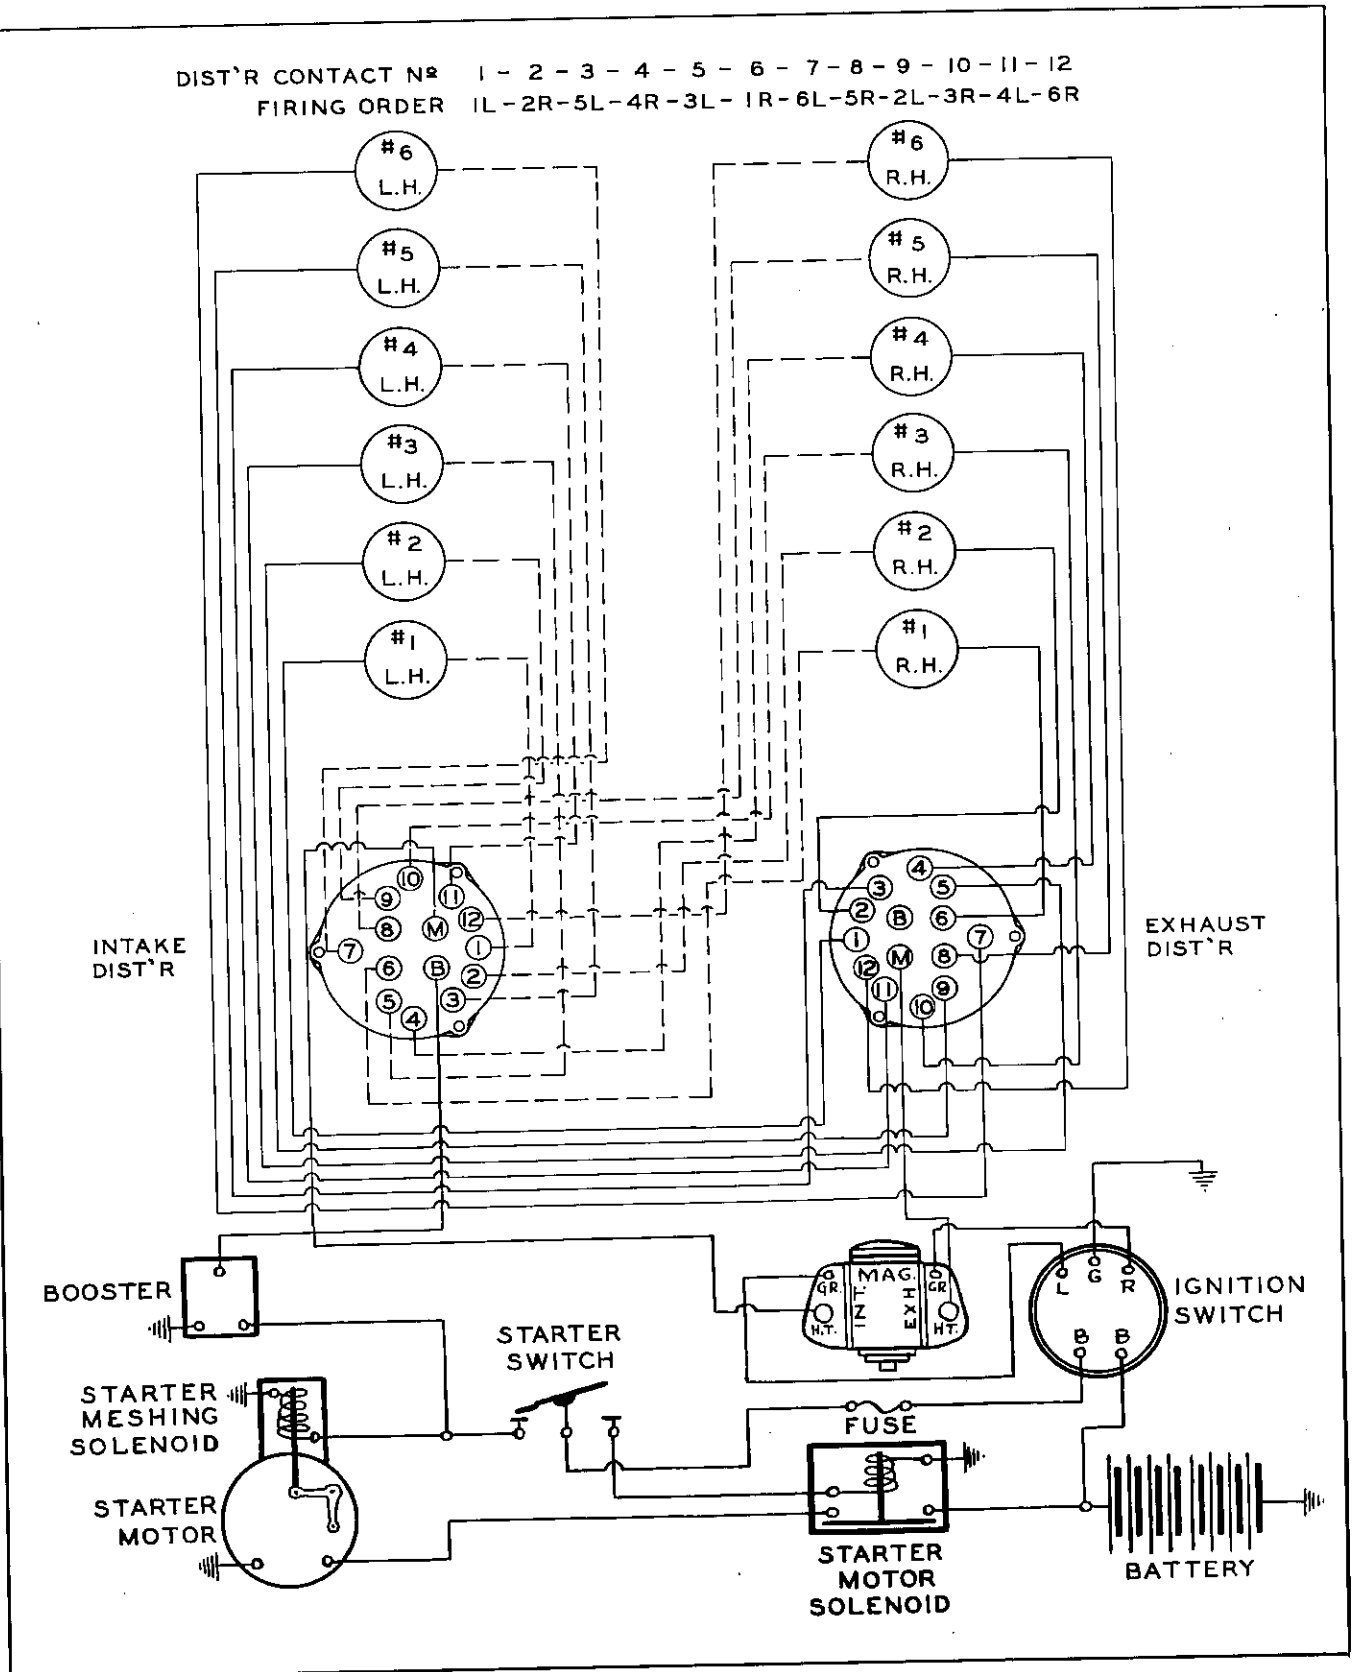 DIST'R CONTACT Nº 1 - 2 - 3 - 4 - 5 - 6 - 7 - 8 - 9 - 10 - 11 - 12
FIRING ORDER 1L-2R-5L-4R-3L-1R-6L-5R-2L-3R-4L-6R
#6
L.H.
#6
R.H.
#5
L.H.
#5
R.H.
#4
L.H.
#4
R.H.
#3
L.H.
#3
R.H.
#2
L.H.
#2
R.H.
#1
L.H.
#1
R.H.
INTAKE
DIST'R
10
11
9
12
8
M
1
7
6
B
2
5
3
4
4
3
5
2
B
6
1
7
M
8
12
11
9
10
EXHAUST
DIST'R
BOOSTER
STARTER
SWITCH
MAG.
GR.
GR
INT.
EXH
H.T.
H.T.
L
G
R
B
B
IGNITION
SWITCH
STARTER
MESHING
SOLENOID
FUSE
STARTER
MOTOR
STARTER
MOTOR
SOLENOID
BATTERY